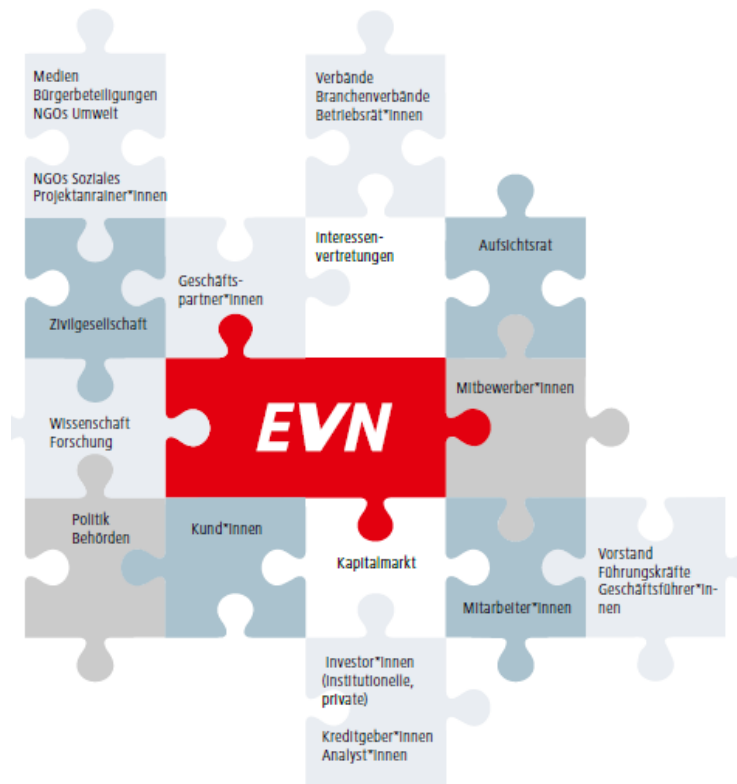 Medien
Bürgerbeteiligungen
NGOs Umwelt
NGOs Soziales
Projektanrainer*innen
Verbände
Branchenverbände
Betriebsrät*innen
Interessen-
vertretungen
Aufsichtsrat
Geschäfts-
partner*innen
Zivilgesellschaft
EVN
Mitbewerber*innen
Wissenschaft
Forschung
Politik
Behörden
Kund*innen
Kapitalmarkt
Mitarbeiter*innen
Vorstand
Führungskräfte
Geschäftsführer*in-
nen
Investor*innen
(institutionelle,
private)
Kreditgeber*innen
Analyst*innen